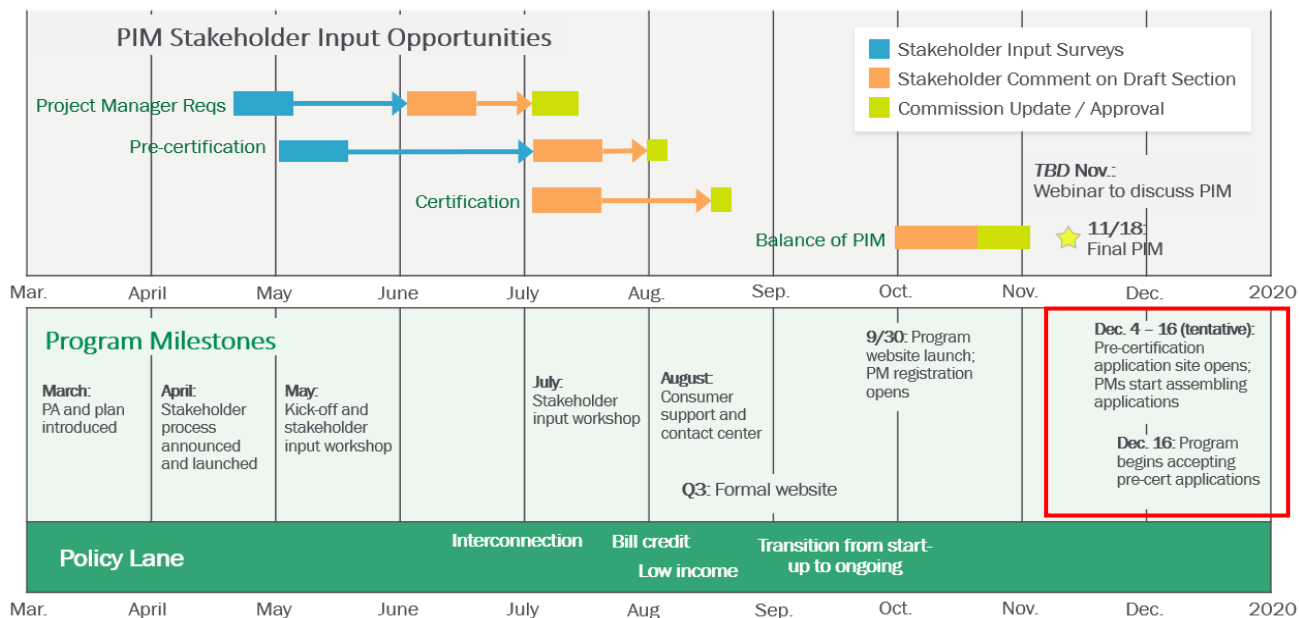 PIM Stakeholder Input Opportunities
Stakeholder Input Surveys
Stakeholder Comment on Draft Section
Commission Update / Approval
Project Manager Reqs
Pre-certification
Certification
Balance of PIM
TBD Nov.:
Webinar to discuss PIM
11/18:
Final PIM
Mar. April May June July Aug. Sep. Oct. Nov. Dec. 2020
Program Milestones
March:
PA and plan
introduced
April:
Stakeholder
process
announced
and launched
May:
Kick-off and
stakeholder
input workshop
July:
Stakeholder
input workshop
August:
Consumer
support and
contact center
Q3: Formal website
9/30: Program
website launch;
PM registration
opens
Dec. 4 – 16 (tentative):
Pre-certification
application site opens;
PMs start assembling
applications
Dec. 16: Program
begins accepting
pre-cert applications
Policy Lane
Interconnection
Bill credit
Low income
Transition from start-
up to ongoing
Mar. April May June July Aug. Sep. Oct. Nov. Dec. 2020